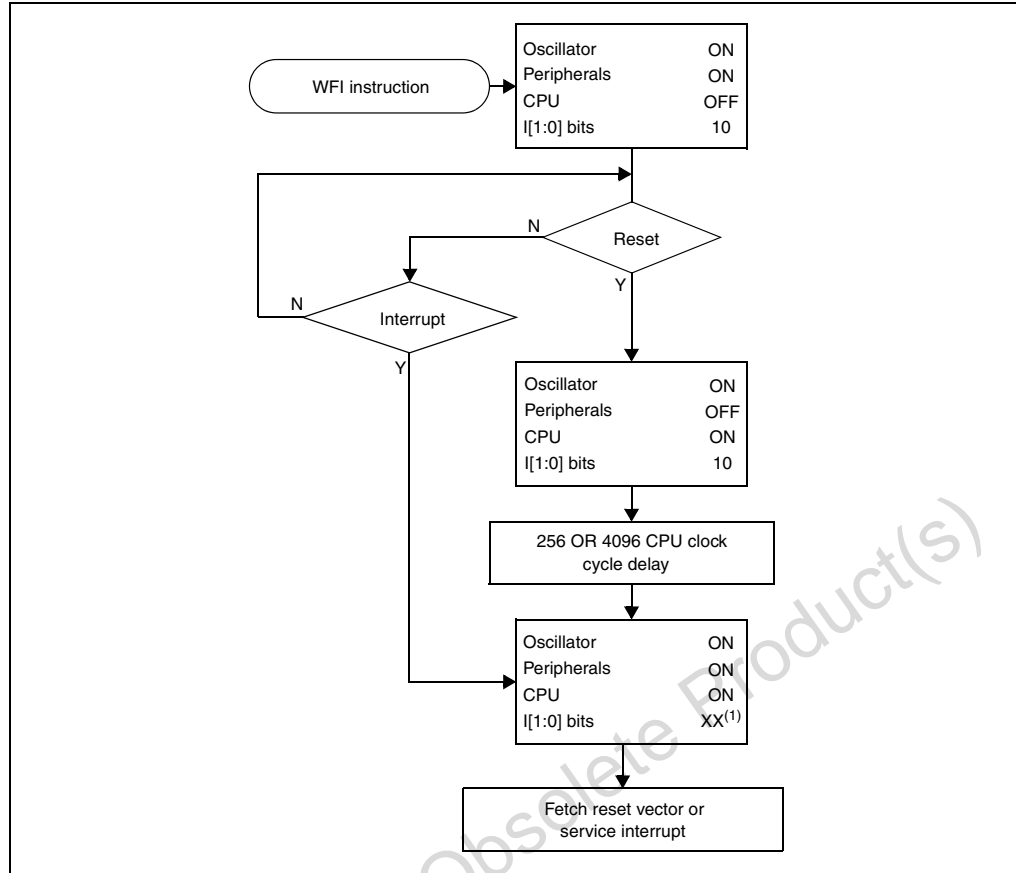 WFI instruction
Oscillator ON
Peripherals ON
CPU OFF
I[1:0] bits 10
N
Reset
Y
N
Interrupt
Y
Oscillator ON
Peripherals OFF
CPU ON
I[1:0] bits 10
256 OR 4096 CPU clock
cycle delay
Oscillator ON
Peripherals ON
CPU ON
I[1:0] bits XX(1)
Fetch reset vector or
service interrupt
Obsolete Product(s)